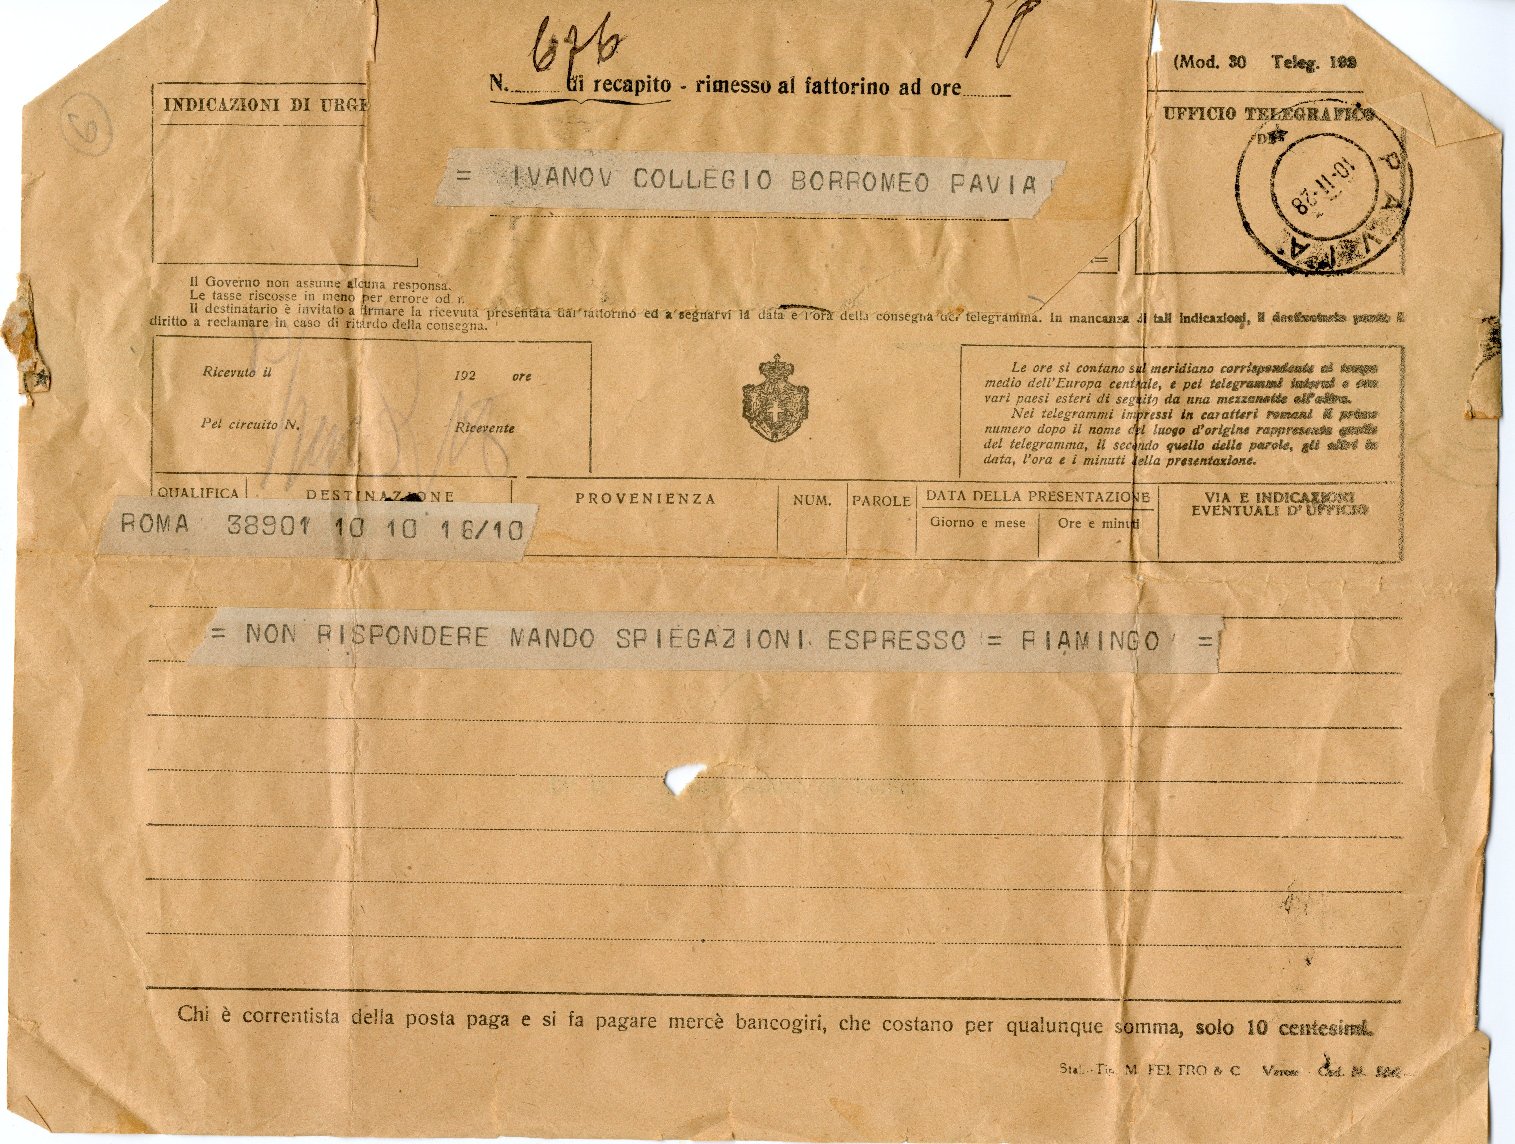 676
N. di recapito - rimesso al fattorino ad ore
(Mod. 30 Teleg. 192
INDICAZIONI DI URGE
UFFICIO TELEGRAFICO
DI
PAVIA
10·11·28
= IVANOV COLLEGIO BORROMEO PAVIA
Il Governo non assume alcuna responsa.
Le tasse riscosse in meno per errore od r.
Il destinatario è invitato a firmare la ricevuta presentata dal fattorino ed a segnarvi la data e l'ora della consegna del telegramma. In mancanza di tali indicazioni, il destinatario perde il
diritto a reclamare in caso di ritardo della consegna.
Ricevuto il 192 ore
Pel circuito N. Ricevente
Le ore si contano sul meridiano corrispondente al tempo
medio dell'Europa centrale, e pei telegrammi interni e con
vari paesi esteri di seguito da una mezzanotte all'altra.
Nei telegrammi impressi in caratteri romani il primo
numero dopo il nome del luogo d'origine rappresenta quello
del telegramma, il secondo quello delle parole, gli altri la
data, l'ora e i minuti della presentazione.
QUALIFICA DESTINAZIONE PROVENIENZA NUM. PAROLE DATA DELLA PRESENTAZIONE VIA E INDICAZIONI
EVENTUALI D'UFFICIO
Giorno e mese Ore e minuti
ROMA 38901 10 10 16/10
= NON RISPONDERE MANDO SPIEGAZIONI ESPRESSO = PIAMINGO =
Chi è correntista della posta paga e si fa pagare mercè bancogiri, che costano per qualunque somma, solo 10 centesimi.
Stab. Tip. M. FELTRO & C